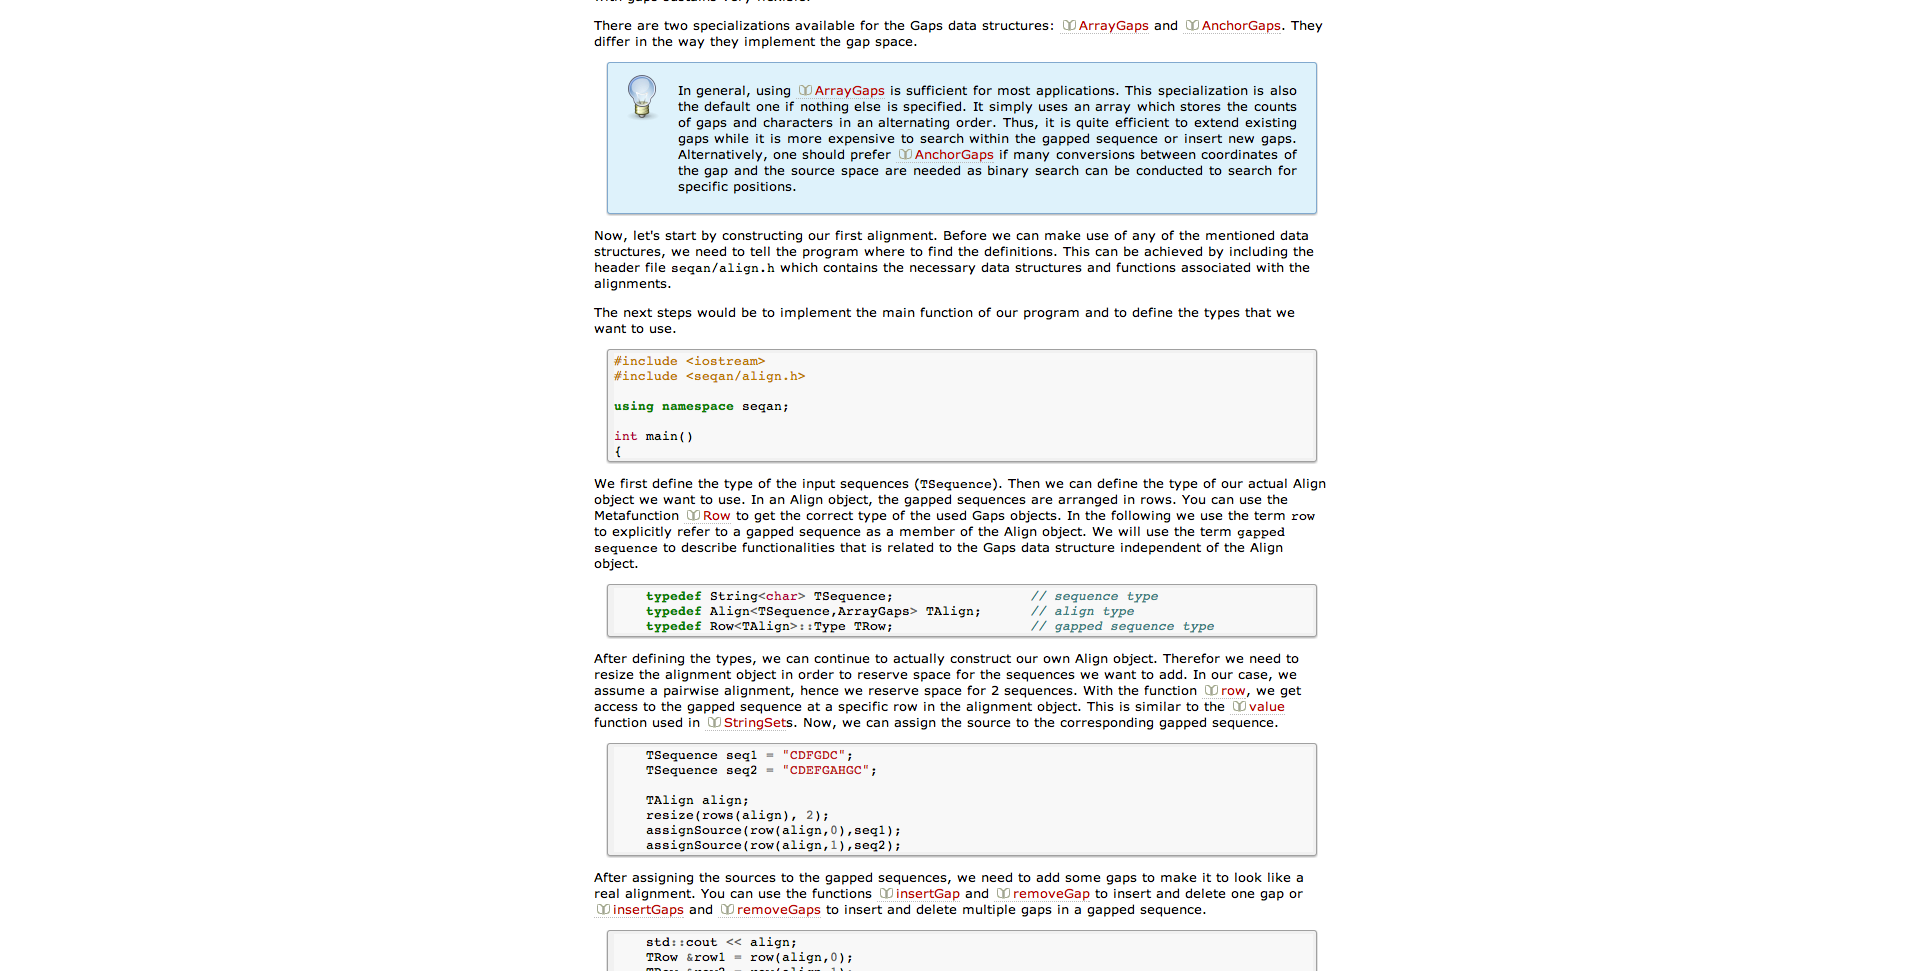 There are two specializations available for the Gaps data structures: ArrayGaps and AnchorGaps. They
differ in the way they implement the gap space.
In general, using ArrayGaps is sufficient for most applications. This specialization is also
the default one if nothing else is specified. It simply uses an array which stores the counts
of gaps and characters in an alternating order. Thus, it is quite efficient to extend existing
gaps while it is more expensive to search within the gapped sequence or insert new gaps.
Alternatively, one should prefer AnchorGaps if many conversions between coordinates of
the gap and the source space are needed as binary search can be conducted to search for
specific positions.
Now, let's start by constructing our first alignment. Before we can make use of any of the mentioned data
structures, we need to tell the program where to find the definitions. This can be achieved by including the
header file seqan/align.h which contains the necessary data structures and functions associated with the
alignments.
The next steps would be to implement the main function of our program and to define the types that we
want to use.
#include <iostream>
#include <seqan/align.h>
using namespace seqan;
int main()
{
We first define the type of the input sequences (TSequence). Then we can define the type of our actual Align
object we want to use. In an Align object, the gapped sequences are arranged in rows. You can use the
Metafunction Row to get the correct type of the used Gaps objects. In the following we use the term row
to explicitly refer to a gapped sequence as a member of the Align object. We will use the term gapped
sequence to describe functionalities that is related to the Gaps data structure independent of the Align
object.
typedef String<char> TSequence; // sequence type
typedef Align<TSequence,ArrayGaps> TAlign; // align type
typedef Row<TAlign>::Type TRow; // gapped sequence type
After defining the types, we can continue to actually construct our own Align object. Therefor we need to
resize the alignment object in order to reserve space for the sequences we want to add. In our case, we
assume a pairwise alignment, hence we reserve space for 2 sequences. With the function row, we get
access to the gapped sequence at a specific row in the alignment object. This is similar to the value
function used in StringSets. Now, we can assign the source to the corresponding gapped sequence.
TSequence seq1 = "CDFGDC";
TSequence seq2 = "CDEFGAHGC";
TAlign align;
resize(rows(align), 2);
assignSource(row(align,0),seq1);
assignSource(row(align,1),seq2);
After assigning the sources to the gapped sequences, we need to add some gaps to make it to look like a
real alignment. You can use the functions insertGap and removeGap to insert and delete one gap or
insertGaps and removeGaps to insert and delete multiple gaps in a gapped sequence.
std::cout << align;
TRow &row1 = row(align,0);